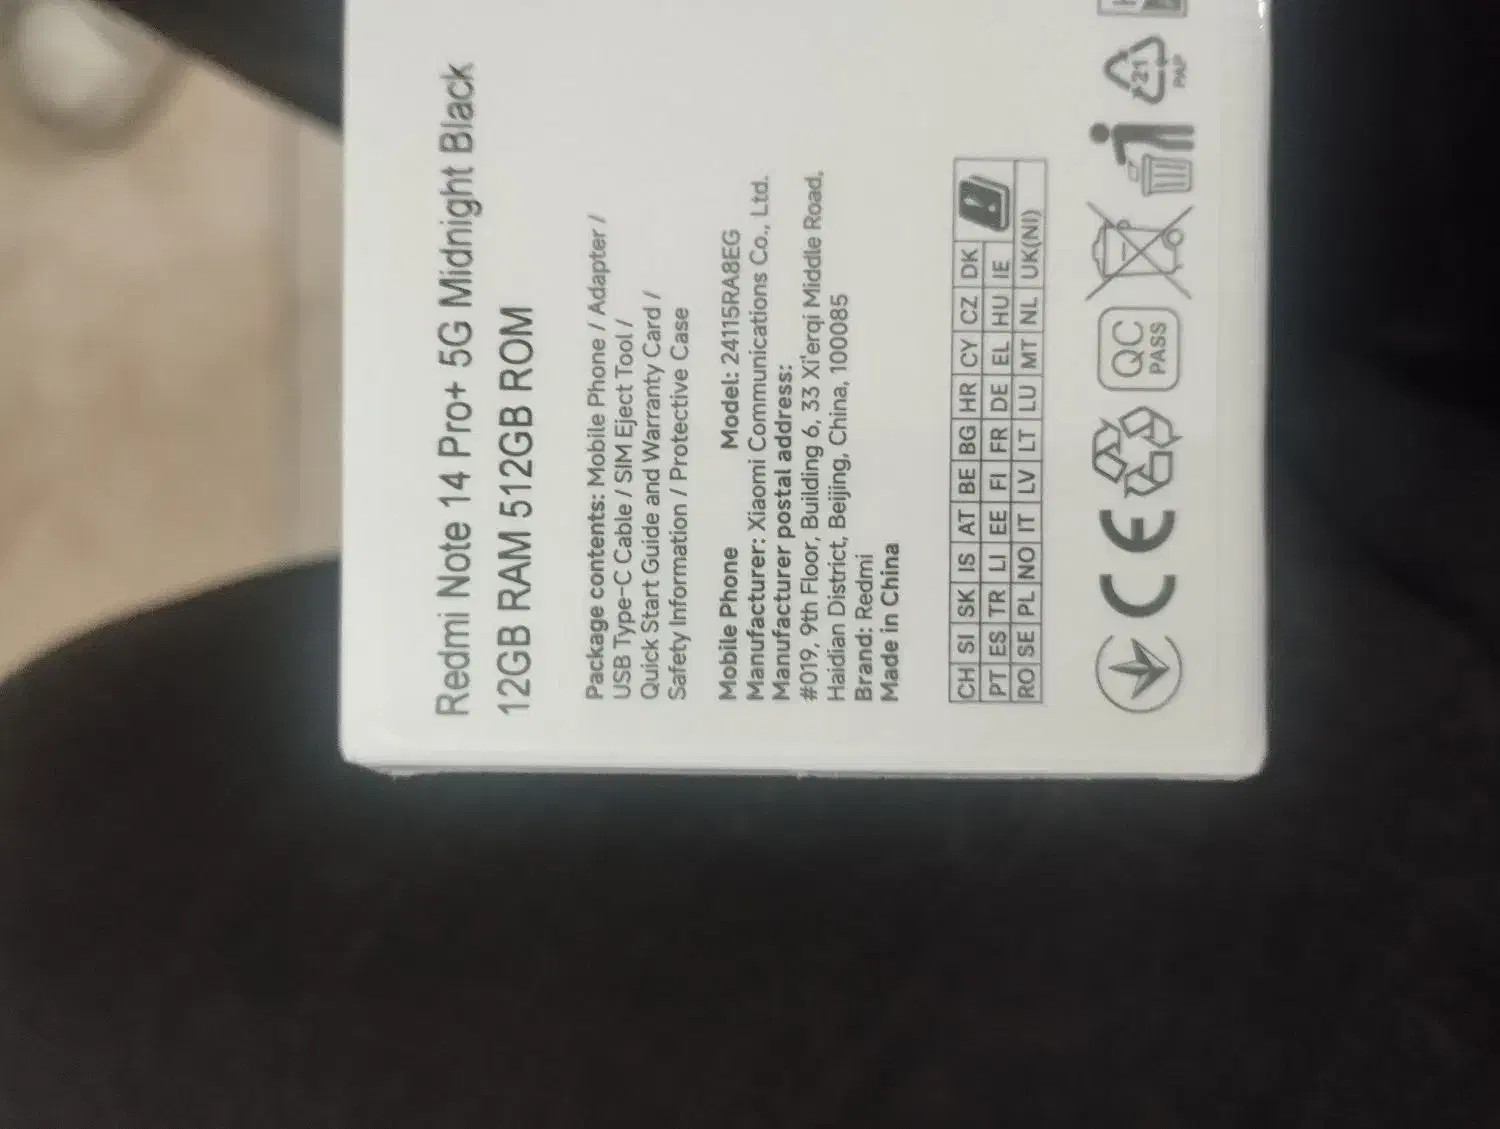 Redmi Note 14 Pro+ 5G Midnight Black
12GB RAM 512GB ROM
Package contents: Mobile Phone / Adapter /
USB Type-C Cable / SIM Eject Tool /
Quick Start Guide and Warranty Card /
Safety Information / Protective Case
Mobile Phone Model: 24115RA8EG
Manufacturer: Xiaomi Communications Co., Ltd.
Manufacturer postal address:
#019, 9th Floor, Building 6, 33 Xi'erqi Middle Road,
Haidian District, Beijing, China, 100085
Brand: Redmi
Made in China
CH SI SK IS AT BE BG HR CY CZ DK
PT ES TR LI EE FI FR DE EL HU IE
RO SE PL NO IT LV LT LU MT NL UK(NI)
CE
QC
PASS
21
PAP